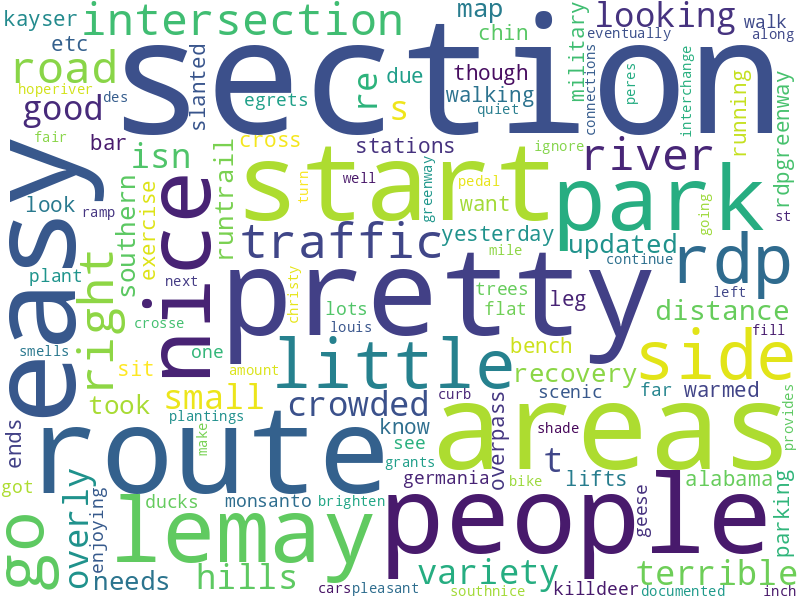 kayser
intersection
map
looking
walk
etc
section
chin
eventually
along
road
slanted
due
though
military
connections
hoperiver
des
egrets
re
walking
peres
interchange
good
s
quiet
running
fair
bar
cross
stations
ignore
river
rdpgreenway
isn
runtrail
start
well
greenway
pedal
park
easy
nice
look
southern
exercise
turn
want
going
st
ramp
traffic
yesterday
updated
rdp
plant
right
next
pretty
mile
continue
christy
lots
trees
flat
leg
left
distance
crosse
louis
fill
smells
one
little
bench
side
sit
amount
recovery
scenic
far
warmed
took
small
crowded
areas
provides
plantings
know
overpass
shade
ends
route
make
see
curb
t
got
overly
grants
germania
bike
lifts
alabama
parking
enjoying
ducks
monsanto
brighten
people
geese
go
lemay
needs
hills
variety
terrible
cars
pleasant
southnice
killdeer
documented
inch